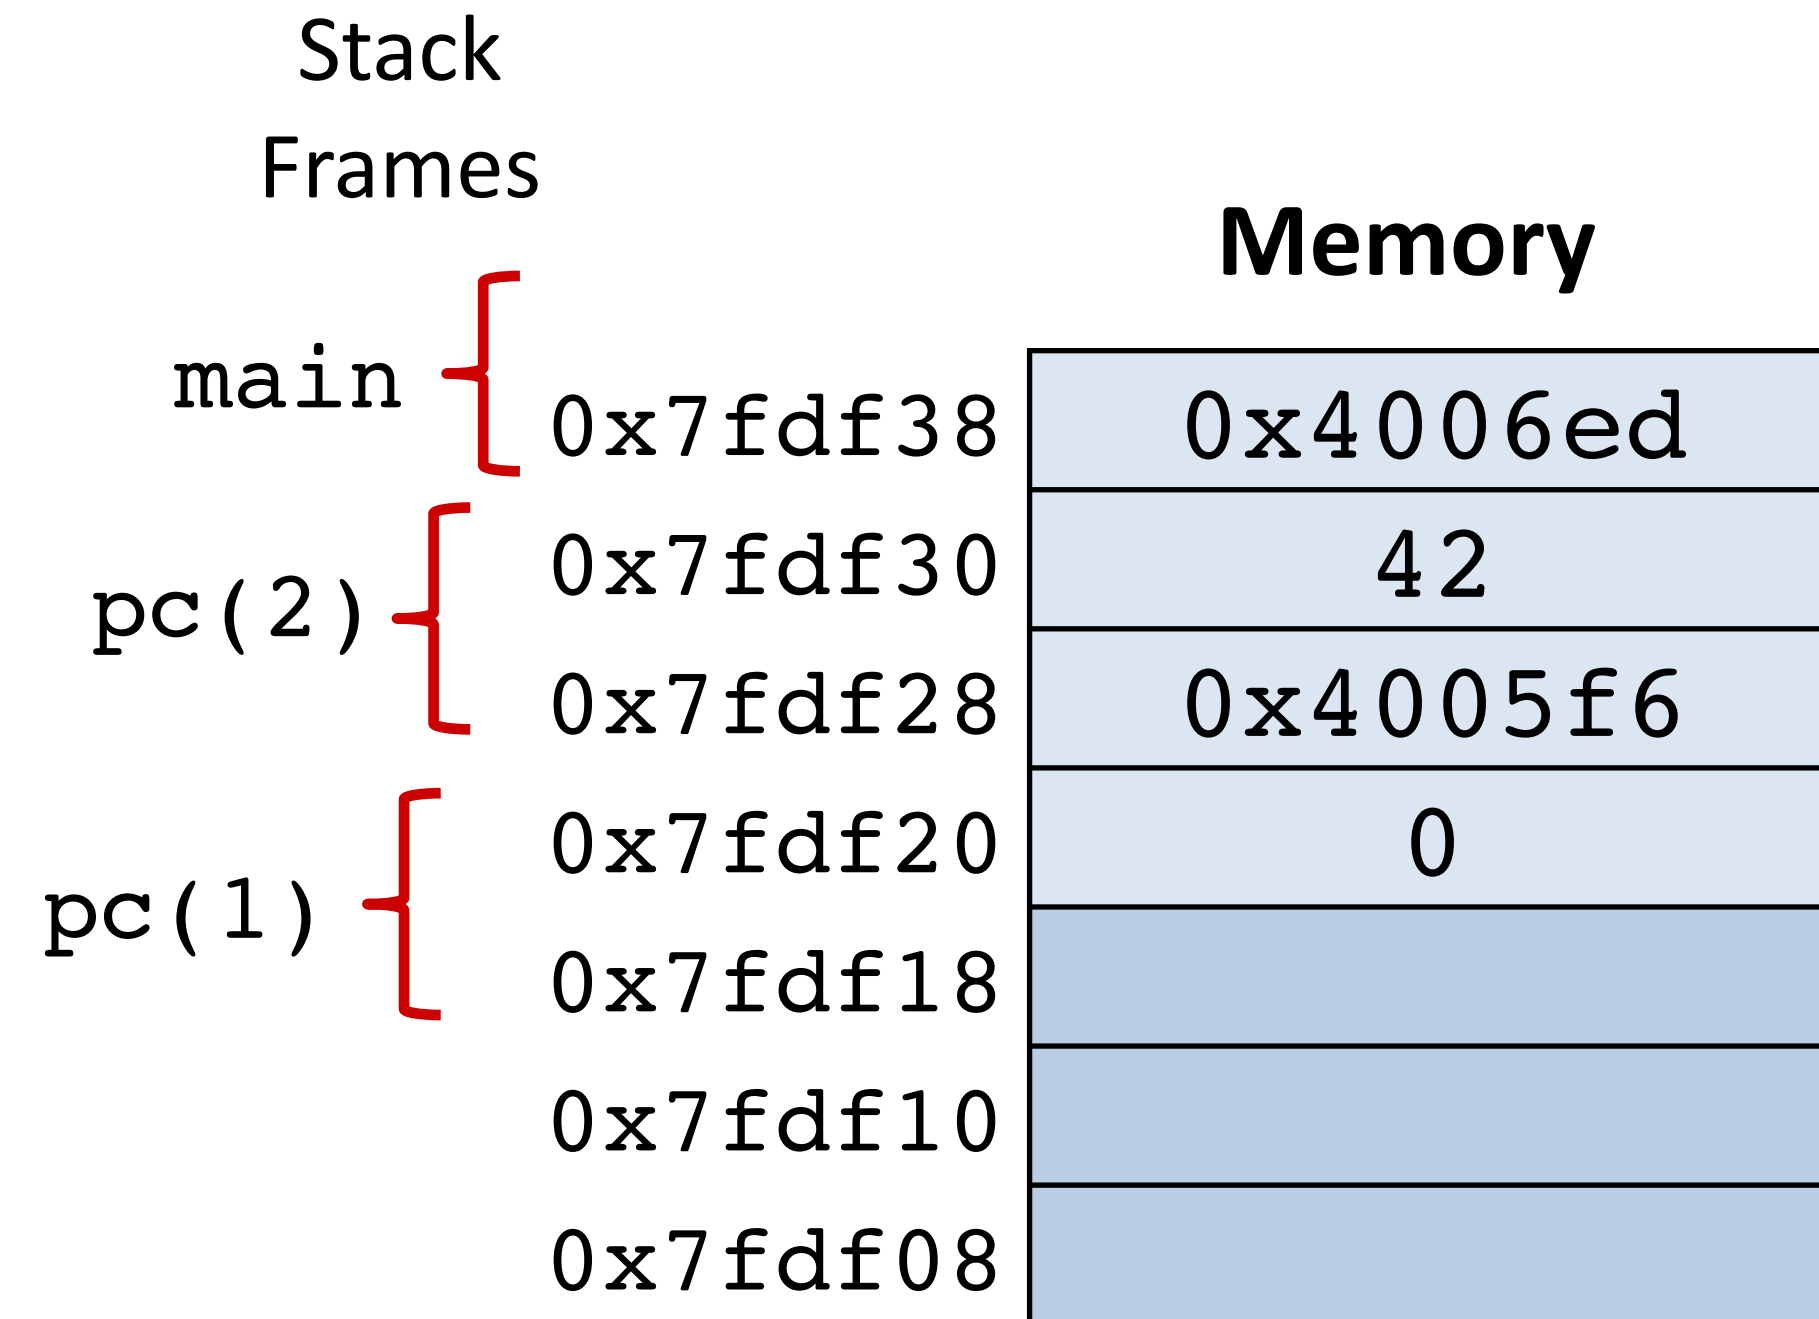 Stack
Frames
Memory
main
0x7fdf38 0x4006ed
0x7fdf30 42
pc(2)
0x7fdf28 0x4005f6
0x7fdf20 0
pc(1)
0x7fdf18
0x7fdf10
0x7fdf08